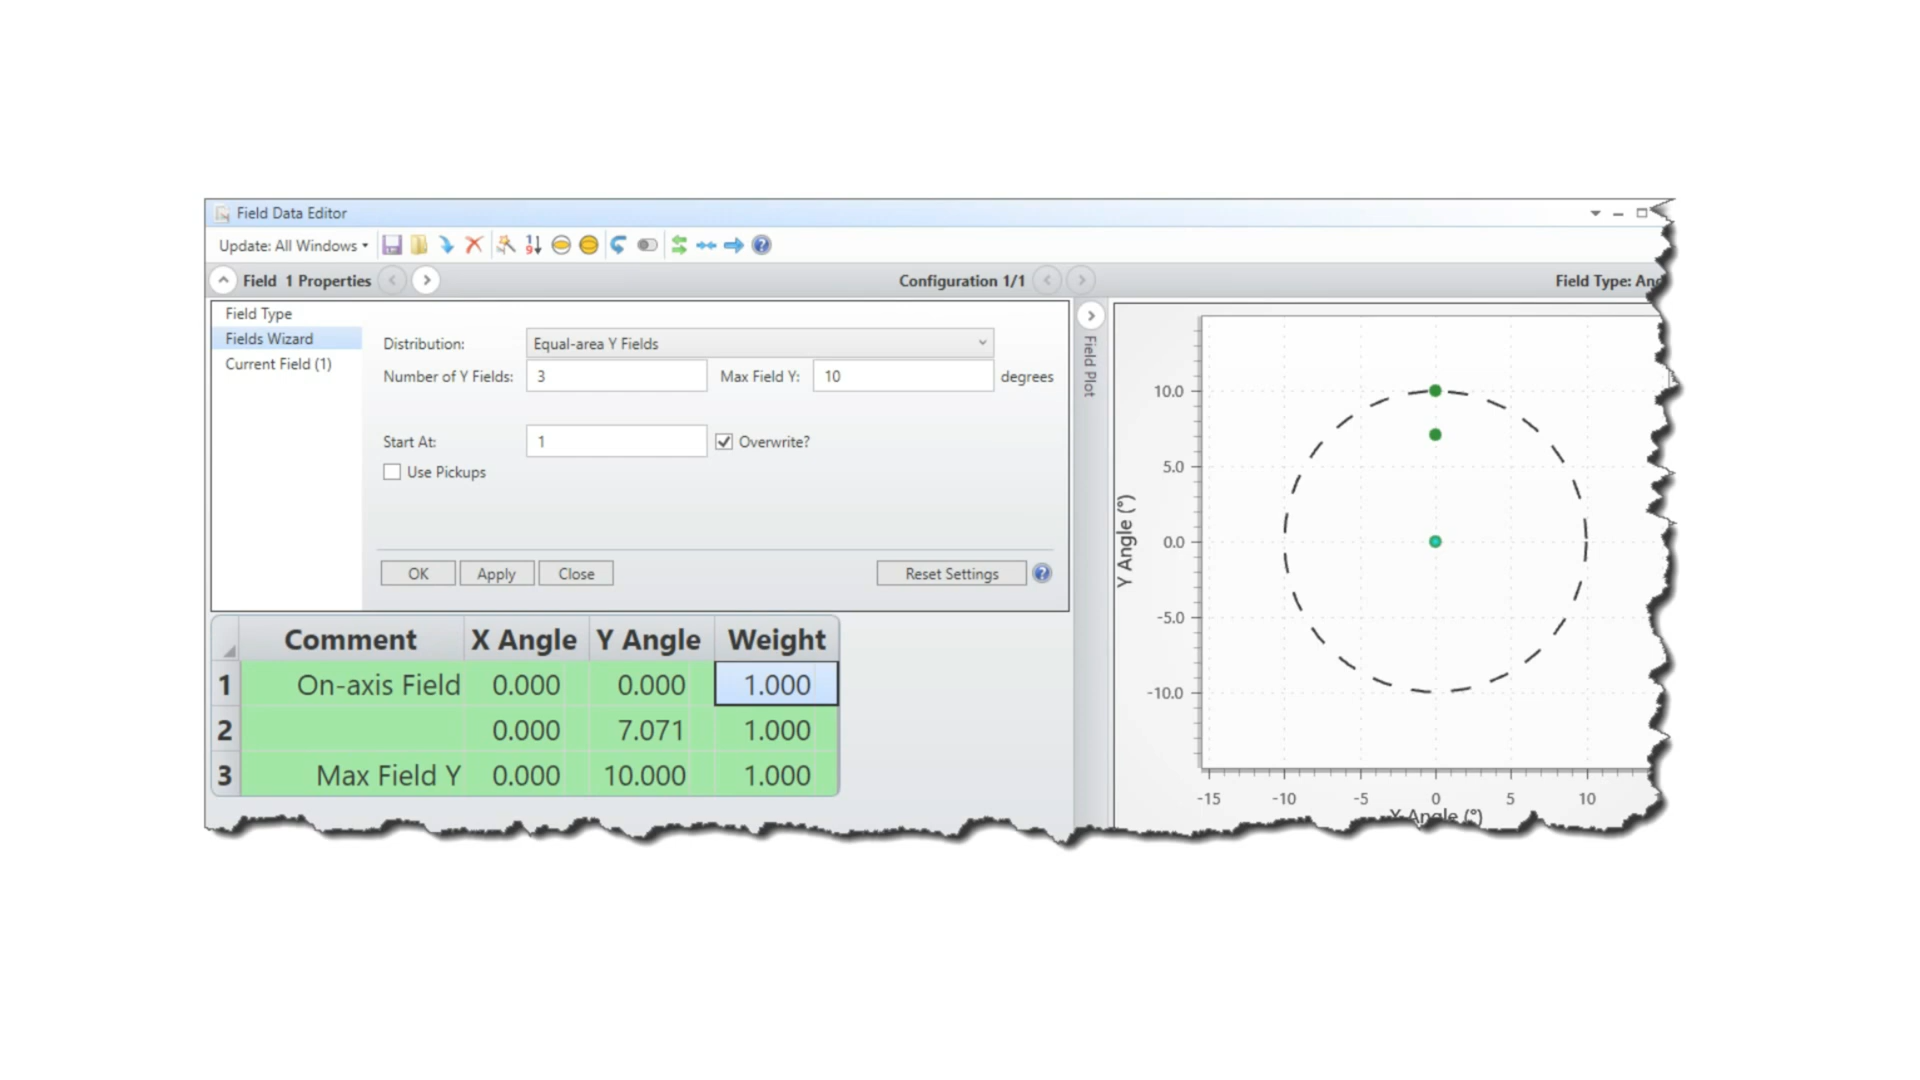 Field Data Editor
Update: All Windows
Field 1 Properties
Configuration 1/1
Field Type
Fields Wizard
Current Field (1)
Distribution: Equal-area Y Fields
Number of Y Fields: 3 Max Field Y: 10 degrees
Start At: 1 Overwrite?
Use Pickups
OK Apply Close Reset Settings
Comment X Angle Y Angle Weight
1 On-axis Field 0.000 0.000 1.000
2 0.000 7.071 1.000
3 Max Field Y 0.000 10.000 1.000
Field Plot
Field Type:
Y Angle (°)
10.0
5.0
0.0
-5.0
-10.0
-15 -10 -5 0 5 10
X Angle (°)